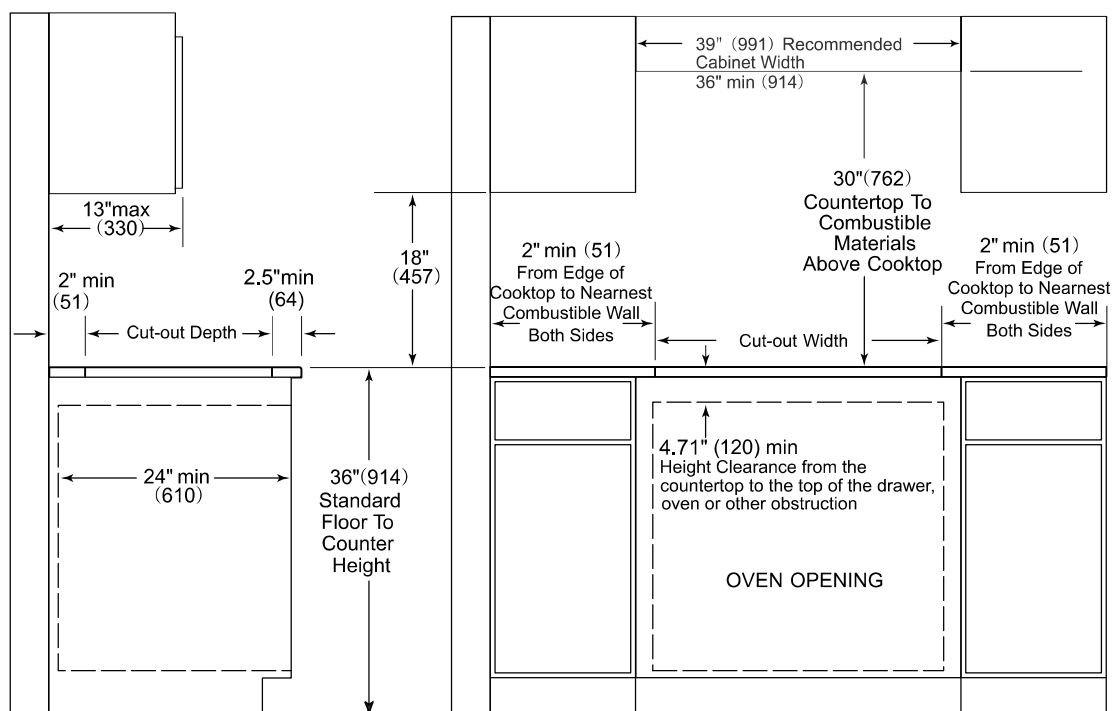 39" (991) Recommended
Cabinet Width
36" min (914)
13"max
(330)
30"(762)
Countertop To
Combustible
Materials
Above Cooktop
18"
(457)
2" min (51)
From Edge of
Cooktop to Nearnest
Combustible Wall
Both Sides
2" min (51)
From Edge of
Cooktop to Nearnest
Combustible Wall
Both Sides
2" min
(51)
2.5"min
(64)
Cut-out Depth
Cut-out Width
24" min
(610)
36"(914)
Standard
Floor To
Counter
Height
4.71" (120) min
Height Clearance from the
countertop to the top of the drawer,
oven or other obstruction
OVEN OPENING